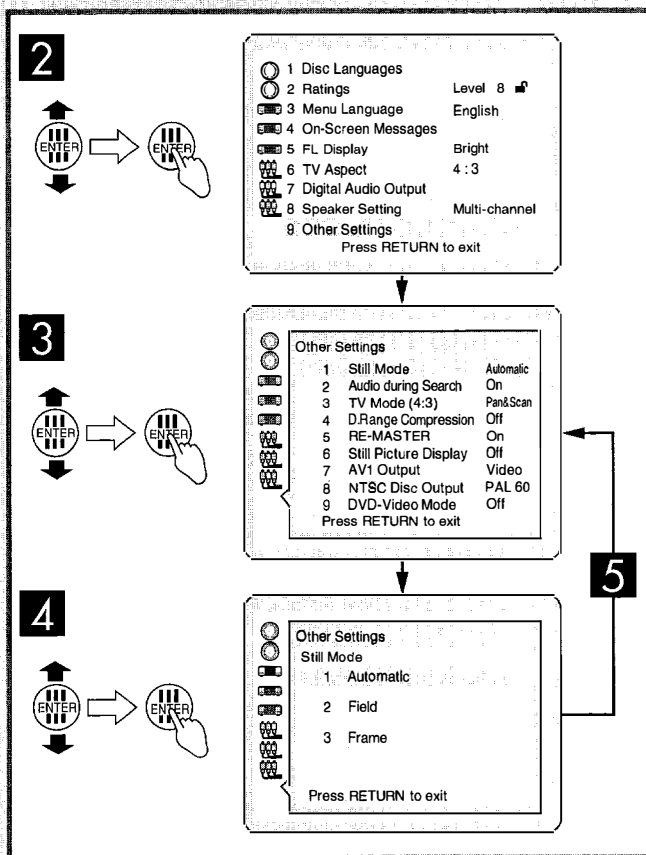 2
ENTER
ENTER
1 Disc Languages
2 Ratings Level 8
3 Menu Language English
4 On-Screen Messages
5 FL Display Bright
6 TV Aspect 4:3
7 Digital Audio Output
8 Speaker Setting Multi-channel
9 Other Settings
Press RETURN to exit
3
ENTER
ENTER
Other Settings
1 Still Mode Automatic
2 Audio during Search On
3 TV Mode (4:3) Pan&Scan
4 D.Range Compression Off
5 RE-MASTER On
6 Still Picture Display Off
7 AV1 Output Video
8 NTSC Disc Output PAL 60
9 DVD-Video Mode Off
Press RETURN to exit
5
4
ENTER
ENTER
Other Settings
Still Mode
1 Automatic
2 Field
3 Frame
Press RETURN to exit